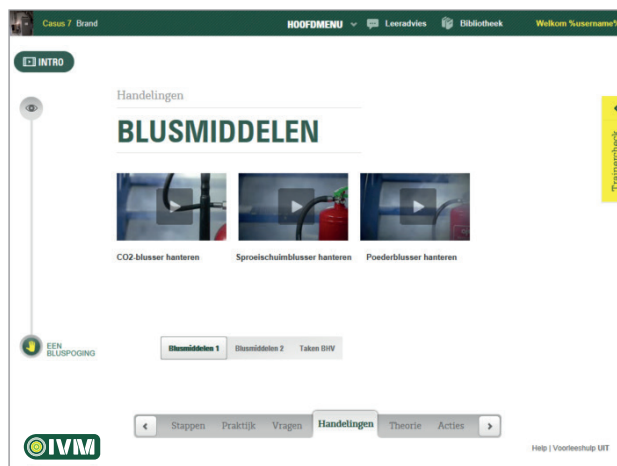 Casus 7 Brand
HOOFDMENU
Leeradvies
Bibliotheek
Welkom %username%
INTRO
Handelingen
BLUSMIDDELEN
Trainercheck
CO2-blusser hanteren
Sproeischuimblusser hanteren
Poederblusser hanteren
EEN
BLUSPOGING
Blusmiddelen 1
Blusmiddelen 2
Taken BHV
Stappen
Praktijk
Vragen
Handelingen
Theorie
Acties
IVM
Help | Voorleeshulp UIT